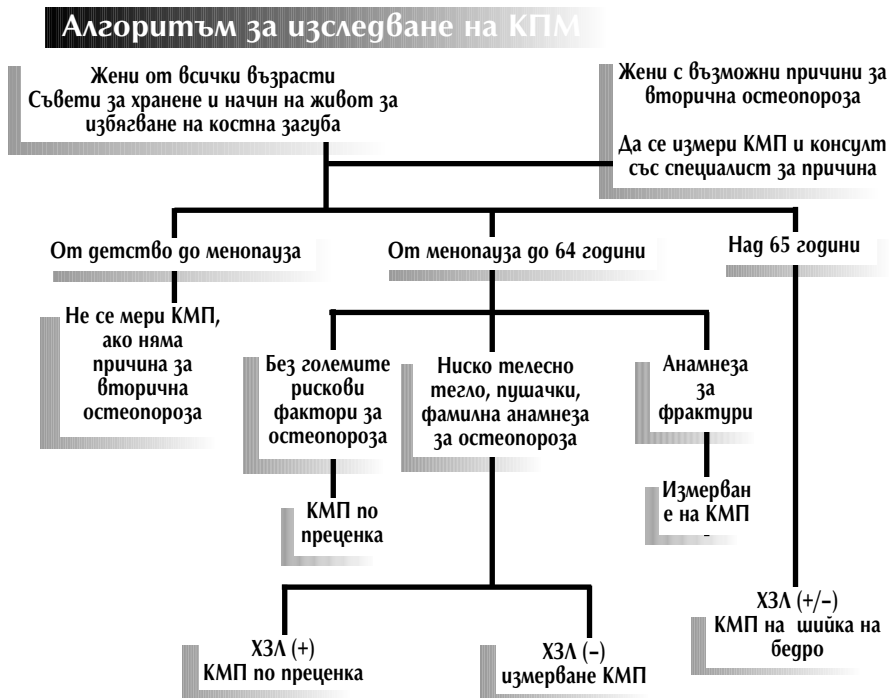 Алгоритъм за изследване на КПМ
Жени от всички възрасти
Съвети за хранене и начин на живот за
избягване на костна загуба
Жени с възможни причини за
вторична остеопороза
Да се измери КМП и консулт
със специалист за причина
От детство до менопауза
От менопауза до 64 години
Над 65 години
Не се мери КМП,
ако няма
причина за
вторична
остеопороза
Без големите
рискови
фактори за
остеопороза
Ниско телесно
тегло, пушачки,
фамилна анамнеза
за остеопороза
Анамнеза
за
фрактури
КМП по
преценка
Измерван
е на КМП
ХЗЛ (+)
КМП по преценка
ХЗЛ (–)
измерване КМП
ХЗЛ (+/–)
КМП на шийка на
бедро